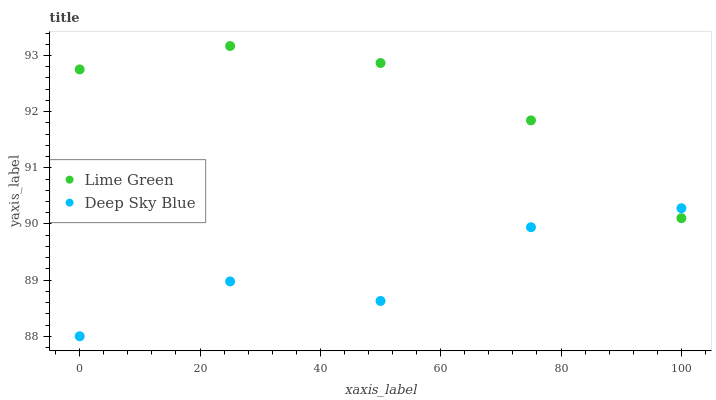 title
93
92
91
90
89
88
yaxis_label
Lime Green
Deep Sky Blue
0 20 40 60 80 100
xaxis_label